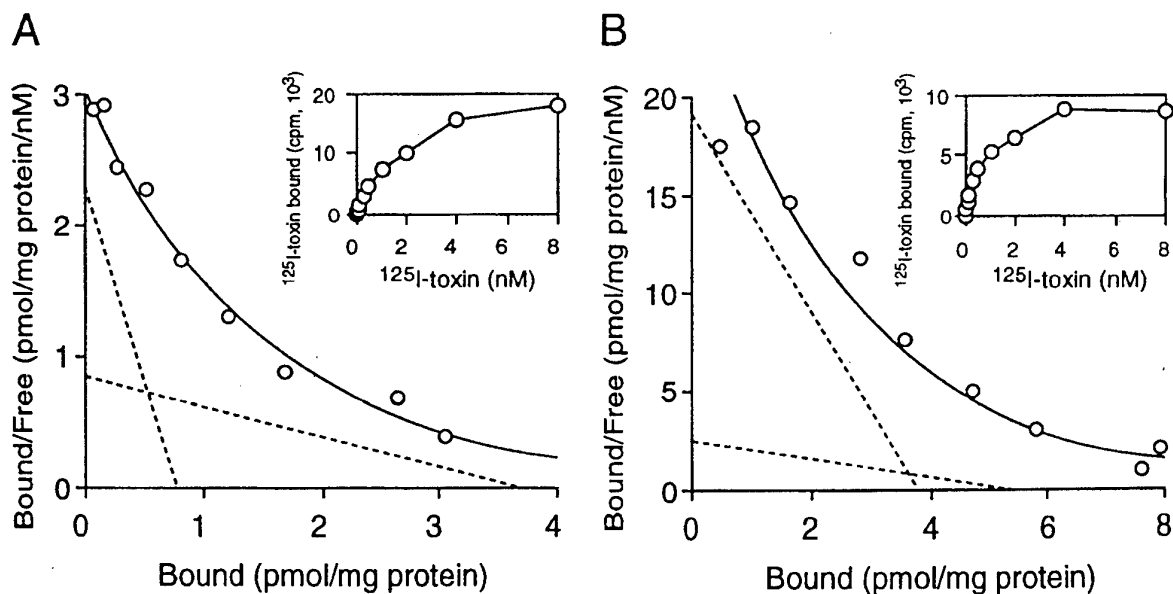 A
Bound/Free (pmol/mg protein/nM)
3
2
1
0
0 1 2 3 4
Bound (pmol/mg protein)
¹²⁵I-toxin bound (cpm, 10³)
20
10
0
0 2 4 6 8
¹²⁵I-toxin (nM)
B
Bound/Free (pmol/mg protein/nM)
20
15
10
5
0
0 2 4 6 8
Bound (pmol/mg protein)
¹²⁵I-toxin bound (cpm, 10³)
10
5
0
0 2 4 6 8
¹²⁵I-toxin (nM)